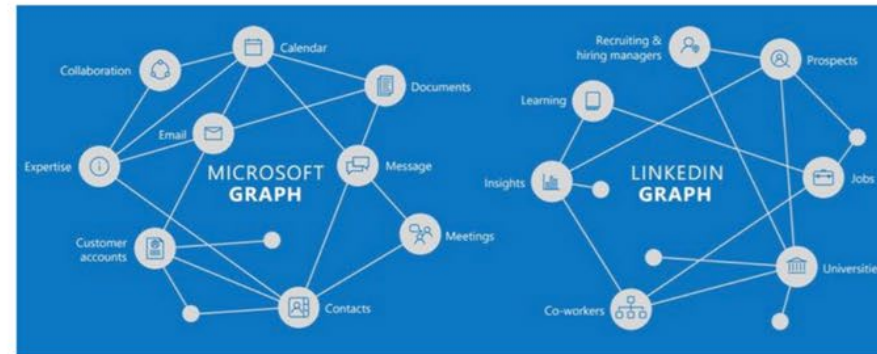 Calendar
Collaboration
Documents
Email
Expertise
MICROSOFT
GRAPH
Message
Customer
accounts
Meetings
Contacts
Recruiting &
hiring managers
Prospects
Learning
Insights
LINKEDIN
GRAPH
Jobs
Universitie
Co-workers